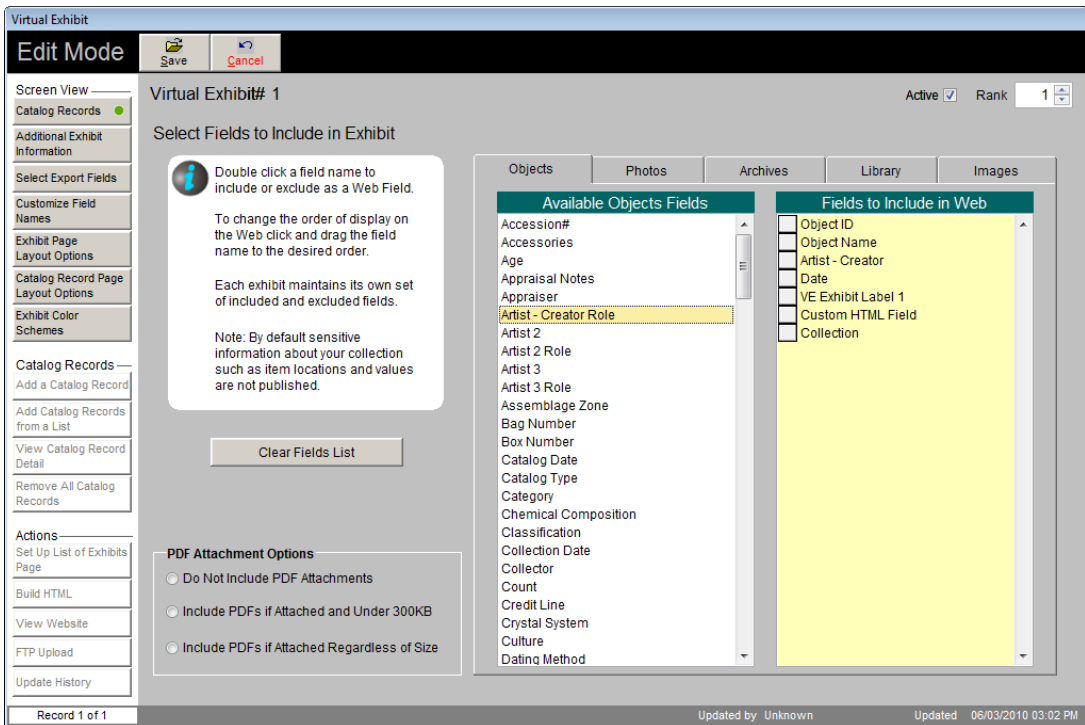 Virtual Exhibit
Edit Mode
Save
Cancel
Screen View
Catalog Records
Additional Exhibit
Information
Select Export Fields
Customize Field
Names
Exhibit Page
Layout Options
Catalog Record Page
Layout Options
Exhibit Color
Schemes
Catalog Records
Add a Catalog Record
Add Catalog Records
from a List
View Catalog Record
Detail
Remove All Catalog
Records
Actions
Set Up List of Exhibits
Page
Build HTML
View Website
FTP Upload
Update History
Record 1 of 1
Virtual Exhibit# 1
Active
Rank 1
Select Fields to Include in Exhibit
Double click a field name to
include or exclude as a Web Field.
To change the order of display on
the Web click and drag the field
name to the desired order.
Each exhibit maintains its own set
of included and excluded fields.
Note: By default sensitive
information about your collection
such as item locations and values
are not published.
Clear Fields List
PDF Attachment Options
Do Not Include PDF Attachments
Include PDFs if Attached and Under 300KB
Include PDFs if Attached Regardless of Size
Objects Photos Archives Library Images
Available Objects Fields
Accession#
Accessories
Age
Appraisal Notes
Appraiser
Artist - Creator Role
Artist 2
Artist 2 Role
Artist 3
Artist 3 Role
Assemblage Zone
Bag Number
Box Number
Catalog Date
Catalog Type
Category
Chemical Composition
Classification
Collection Date
Collector
Count
Credit Line
Crystal System
Culture
Dating Method
Fields to Include in Web
Object ID
Object Name
Artist - Creator
Date
VE Exhibit Label 1
Custom HTML Field
Collection
Updated by Unknown
Updated 06/03/2010 03:02 PM